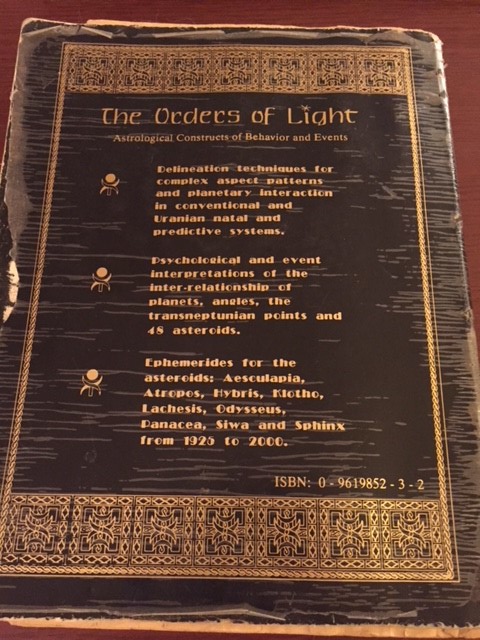 The Orders of Light
Astrological Constructs of Behavior and Events
Delineation techniques for
complex aspect patterns
and planetary interaction
in conventional and
Uranian natal and
predictive systems.
Psychological and event
interpretations of the
inter-relationship of
planets, angles, the
transneptunian points and
48 asteroids.
Ephemerides for the
asteroids: Aesculapia,
Atropos, Hybris, Klotho,
Lachesis, Odysseus,
Panacea, Siwa and Sphinx
from 1925 to 2000.
ISBN: 0 - 9619852 - 3 - 2